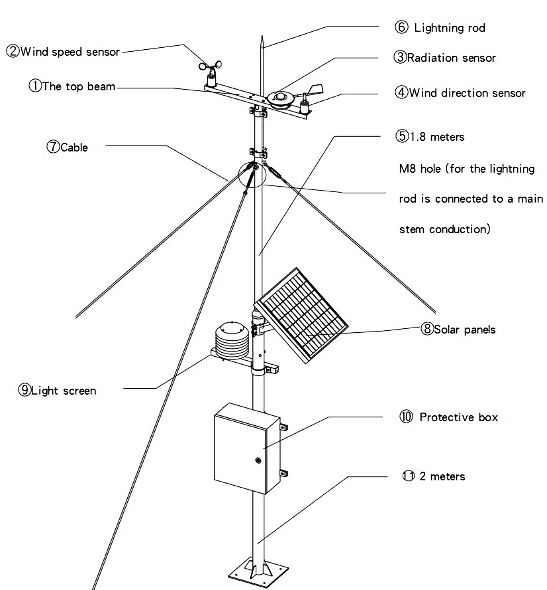 ⑥ Lightning rod
②Wind speed sensor
③Radiation sensor
①The top beam
④Wind direction sensor
⑤1.8 meters
⑦Cable
M8 hole (for the lightning
rod is connected to a main
stem conduction)
⑧Solar panels
⑨Light screen
⑩ Protective box
⑪ 2 meters